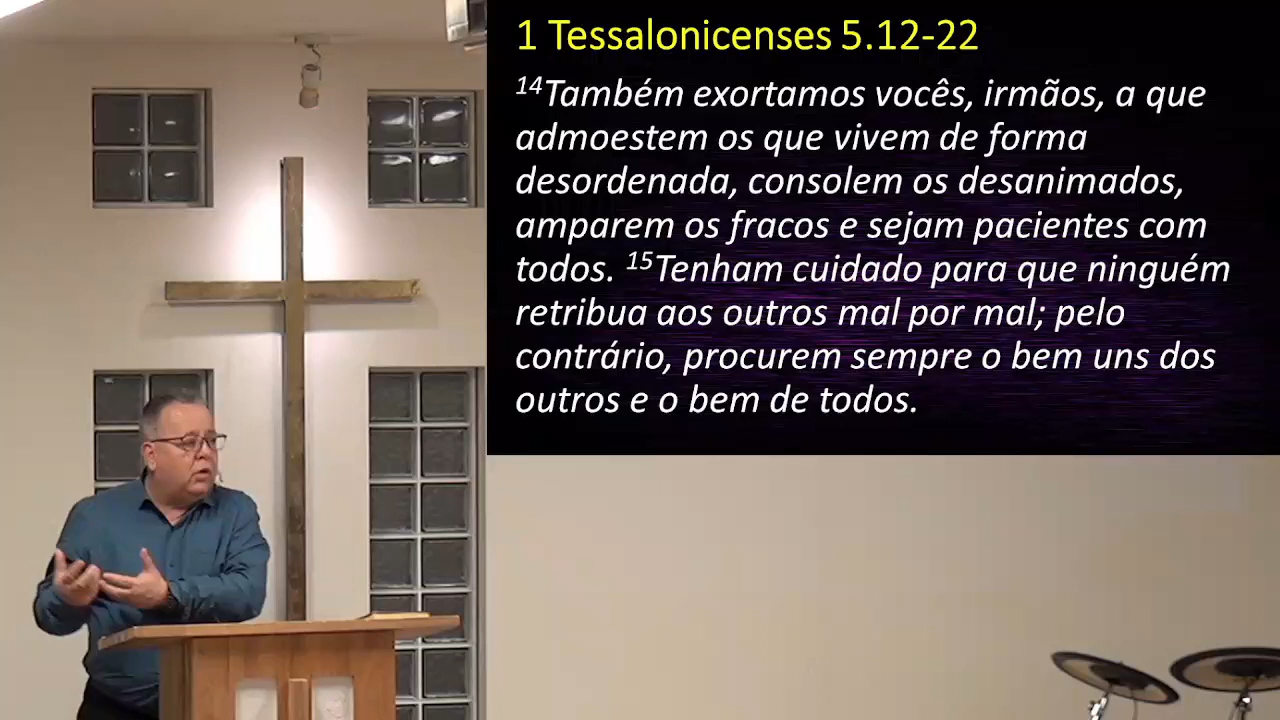 1 Tessalonicenses 5.12-22
¹⁴Também exortamos vocês, irmãos, a que
admoestem os que vivem de forma
desordenada, consolem os desanimados,
amparem os fracos e sejam pacientes com
todos. ¹⁵Tenham cuidado para que ninguém
retribua aos outros mal por mal; pelo
contrário, procurem sempre o bem uns dos
outros e o bem de todos.